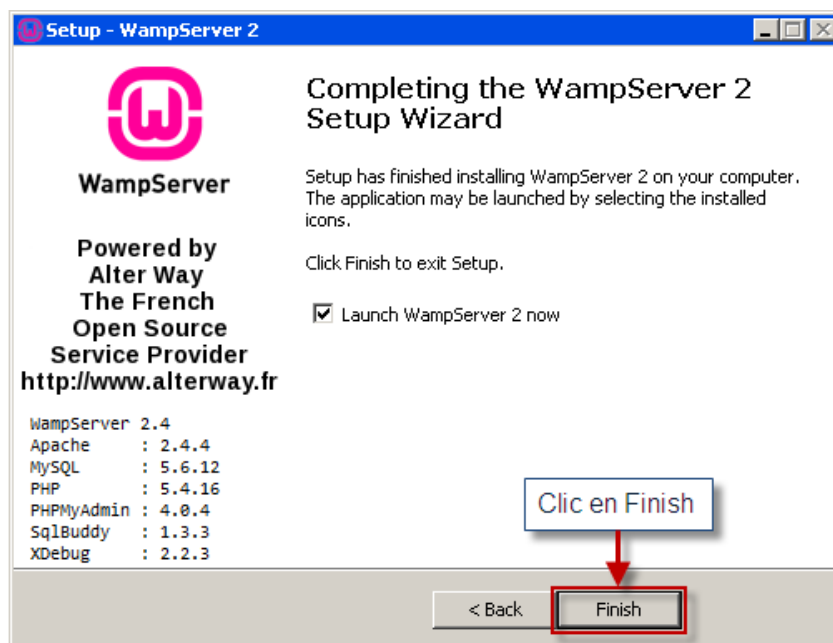 Setup - WampServer 2
WampServer
Powered by
Alter Way
The French
Open Source
Service Provider
http://www.alterway.fr
WampServer 2.4
Apache : 2.4.4
MySQL : 5.6.12
PHP : 5.4.16
PHPMyAdmin : 4.0.4
SqlBuddy : 1.3.3
XDebug : 2.2.3
Completing the WampServer 2
Setup Wizard
Setup has finished installing WampServer 2 on your computer.
The application may be launched by selecting the installed
icons.
Click Finish to exit Setup.
Launch WampServer 2 now
Clic en Finish
< Back
Finish